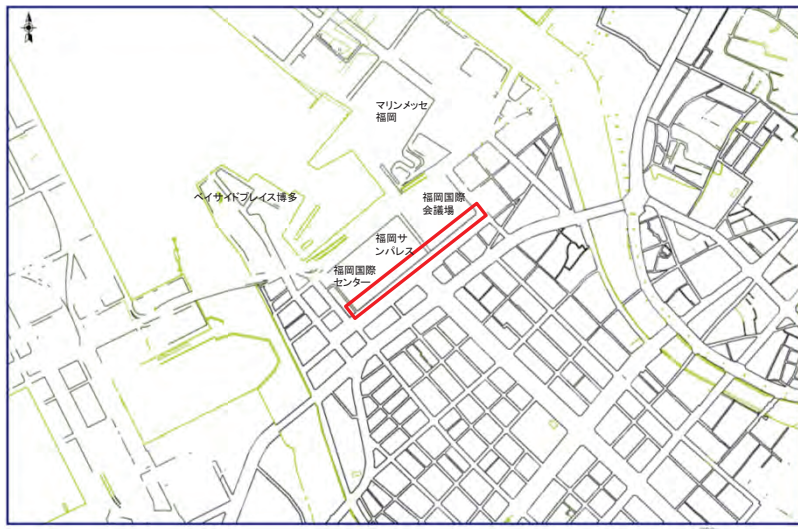 マリンメッセ
福岡
ベイサイドプレイス博多
福岡国際
会議場
福岡サ
ンパレス
福岡国際
センター